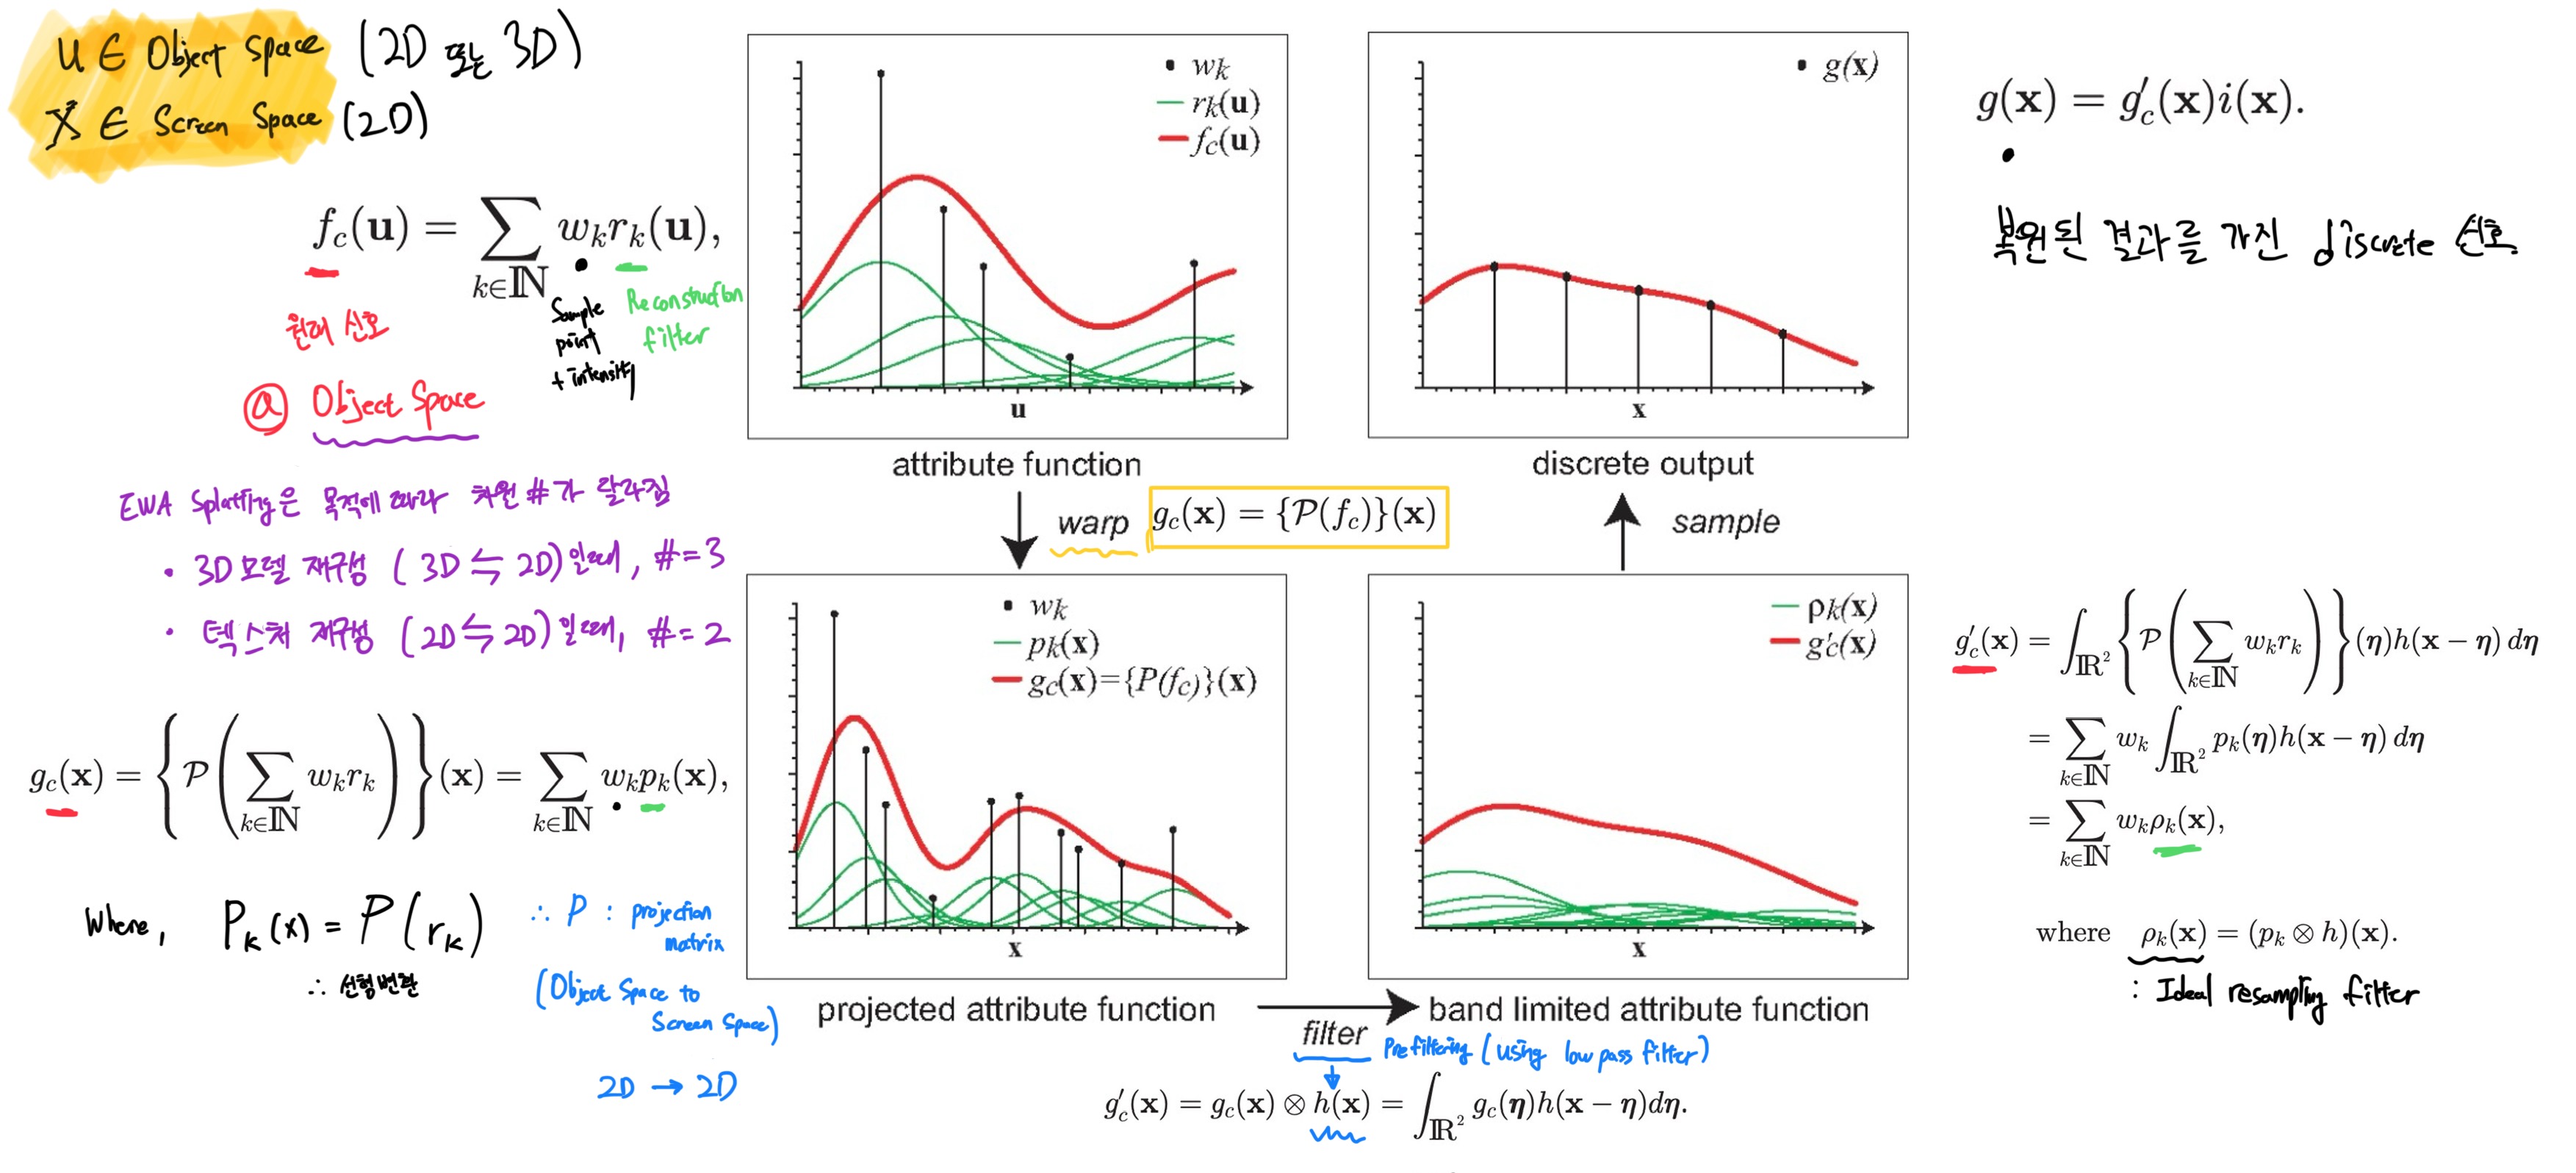 u ∈ Object space (2D 또는 3D)
X ∈ Screen Space (2D)
f_c(u) = ∑_{k∈ℕ} w_k r_k(u),
원래 신호
Sample
point
+ intensity
Reconstruction
filter
ⓐ Object Space
EWA Splatting은 목적에 따라 차원 #가 달라짐
• 3D모델 재구성 ( 3D ⇆ 2D)일때, #=3
• 텍스처 재구성 (2D⇆2D)일때, #=2
g_c(x) = {𝒫(∑_{k∈ℕ} w_k r_k)}(x) = ∑_{k∈ℕ} w_k p_k(x),
Where, P_k(x) = P(r_k)
∴ 선형변환
∴ P : projection
matrix
(Object Space to
Screen Space)
2D → 2D
w_k
r_k(u)
f_c(u)
u
attribute function
warp
g_c(x) = {𝒫(f_c)}(x)
w_k
p_k(x)
g_c(x)={P(f_c)}(x)
x
projected attribute function
filter
Prefiltering (using low pass filter)
g′_c(x) = g_c(x) ⊗ h(x) = ∫_{ℝ²} g_c(η)h(x − η)dη.
ρ_k(x)
g′_c(x)
x
band limited attribute function
sample
g(x)
x
discrete output
g(x) = g′_c(x)i(x).
복원된 결과를 가진 discrete 신호
g′_c(x) = ∫_{ℝ²} {𝒫(∑_{k∈ℕ} w_k r_k)}(η)h(x − η) dη
= ∑_{k∈ℕ} w_k ∫_{ℝ²} p_k(η)h(x − η) dη
= ∑_{k∈ℕ} w_k ρ_k(x),
where ρ_k(x) = (p_k ⊗ h)(x).
: Ideal resampling filter